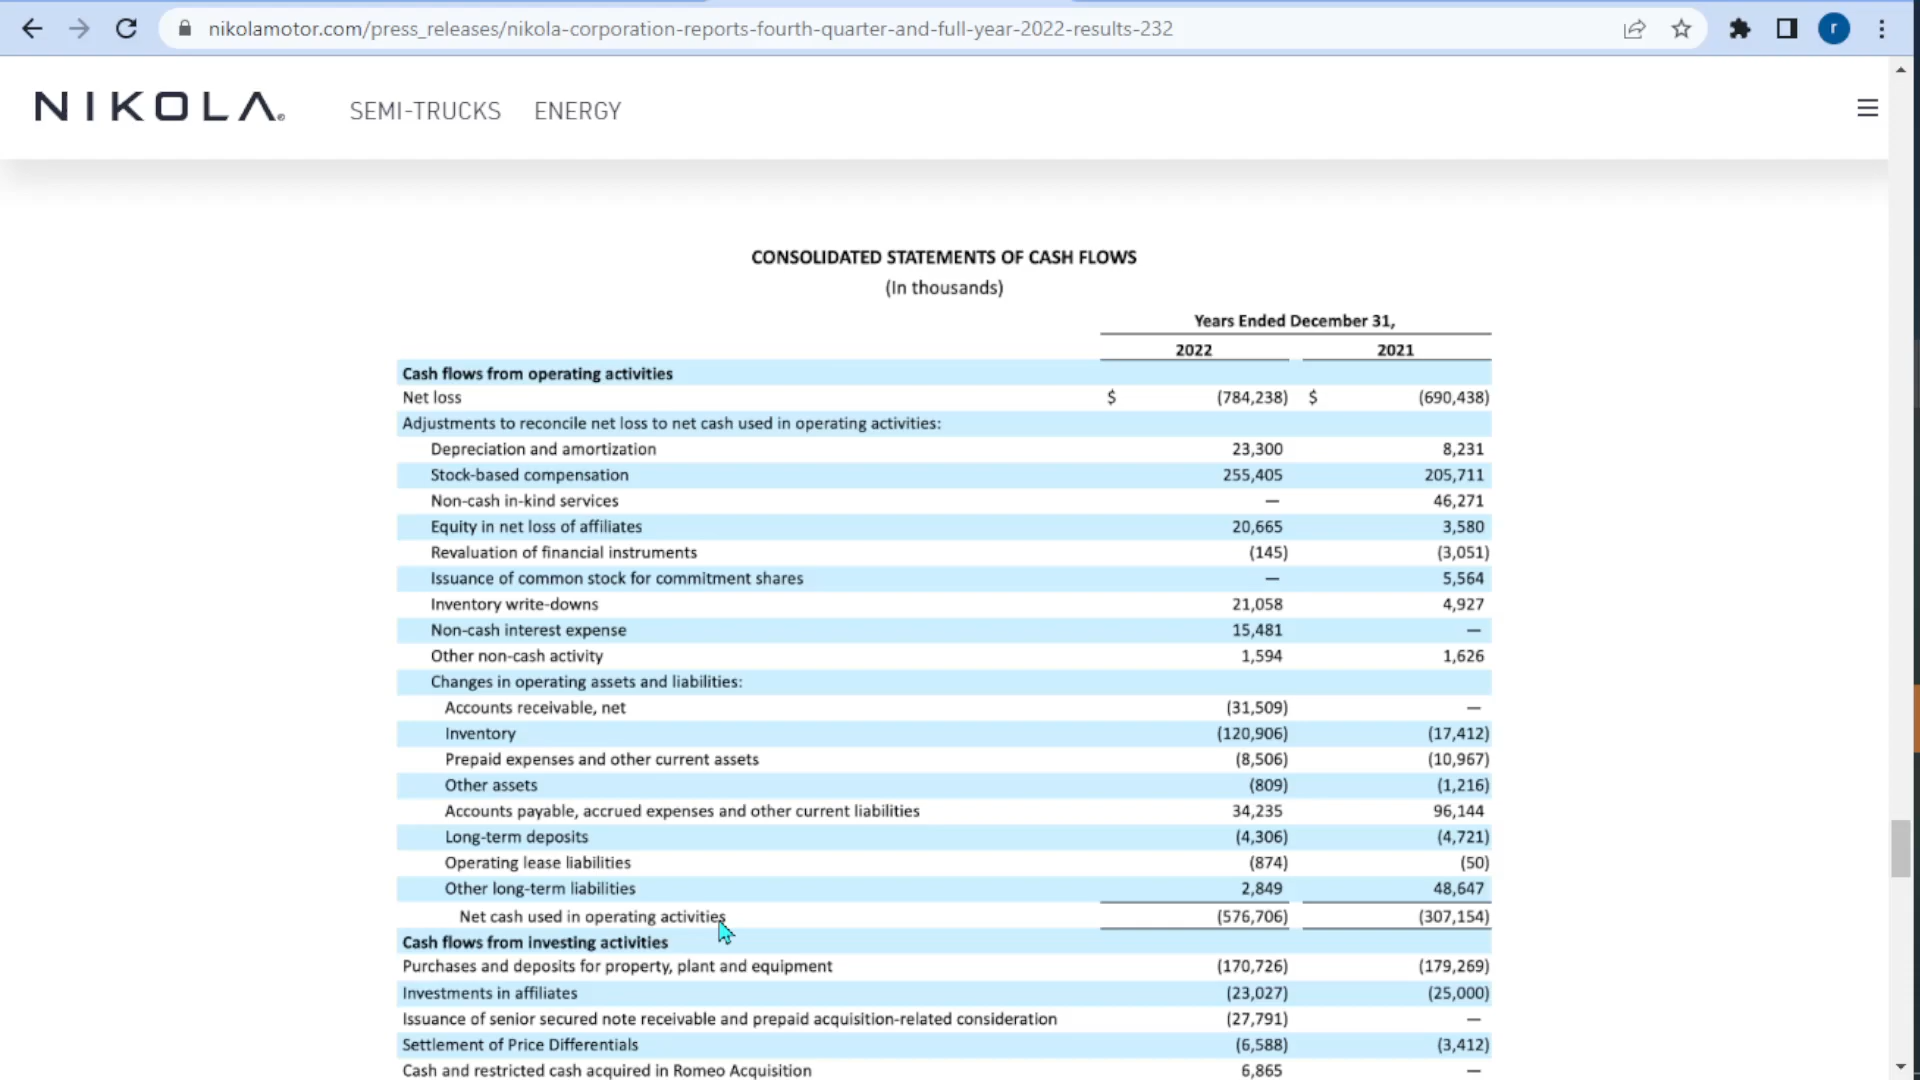 nikolamotor.com/press_releases/nikola-corporation-reports-fourth-quarter-and-full-year-2022-results-232
r
NIKOLA® SEMI-TRUCKS ENERGY
CONSOLIDATED STATEMENTS OF CASH FLOWS
(In thousands)
Years Ended December 31,
2022 2021
Cash flows from operating activities
Net loss $ (784,238) $ (690,438)
Adjustments to reconcile net loss to net cash used in operating activities:
Depreciation and amortization 23,300 8,231
Stock-based compensation 255,405 205,711
Non-cash in-kind services — 46,271
Equity in net loss of affiliates 20,665 3,580
Revaluation of financial instruments (145) (3,051)
Issuance of common stock for commitment shares — 5,564
Inventory write-downs 21,058 4,927
Non-cash interest expense 15,481 —
Other non-cash activity 1,594 1,626
Changes in operating assets and liabilities:
Accounts receivable, net (31,509) —
Inventory (120,906) (17,412)
Prepaid expenses and other current assets (8,506) (10,967)
Other assets (809) (1,216)
Accounts payable, accrued expenses and other current liabilities 34,235 96,144
Long-term deposits (4,306) (4,721)
Operating lease liabilities (874) (50)
Other long-term liabilities 2,849 48,647
Net cash used in operating activities (576,706) (307,154)
Cash flows from investing activities
Purchases and deposits for property, plant and equipment (170,726) (179,269)
Investments in affiliates (23,027) (25,000)
Issuance of senior secured note receivable and prepaid acquisition-related consideration (27,791) —
Settlement of Price Differentials (6,588) (3,412)
Cash and restricted cash acquired in Romeo Acquisition 6,865 —